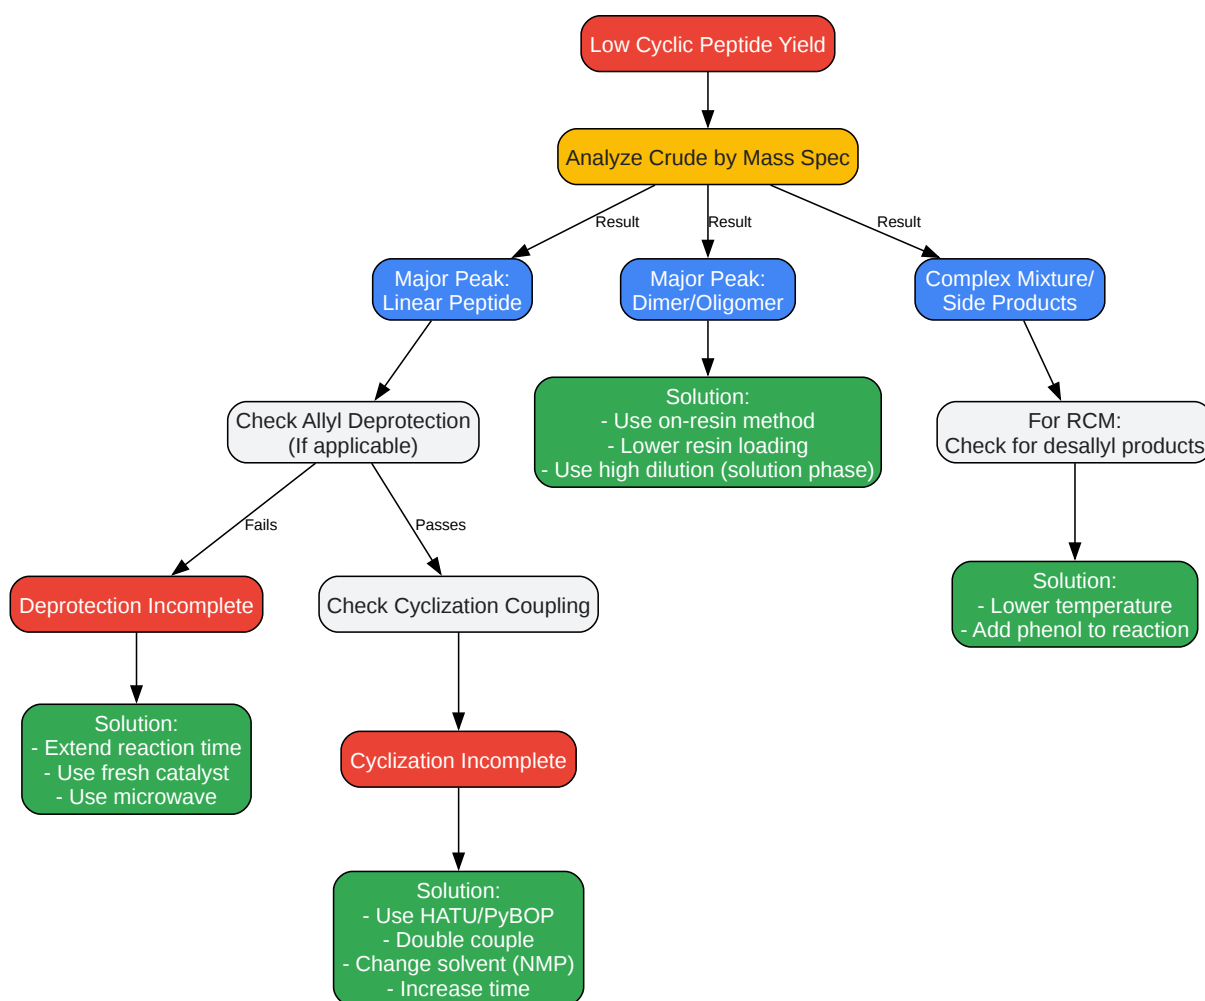 Low Cyclic Peptide Yield
Analyze Crude by Mass Spec
Result
Result
Result
Major Peak:
Linear Peptide
Major Peak:
Dimer/Oligomer
Complex Mixture/
Side Products
Check Allyl Deprotection
(If applicable)
Solution:
- Use on-resin method
- Lower resin loading
- Use high dilution (solution phase)
For RCM:
Check for desallyl products
Fails
Passes
Deprotection Incomplete
Check Cyclization Coupling
Solution:
- Lower temperature
- Add phenol to reaction
Solution:
- Extend reaction time
- Use fresh catalyst
- Use microwave
Cyclization Incomplete
Solution:
- Use HATU/PyBOP
- Double couple
- Change solvent (NMP)
- Increase time